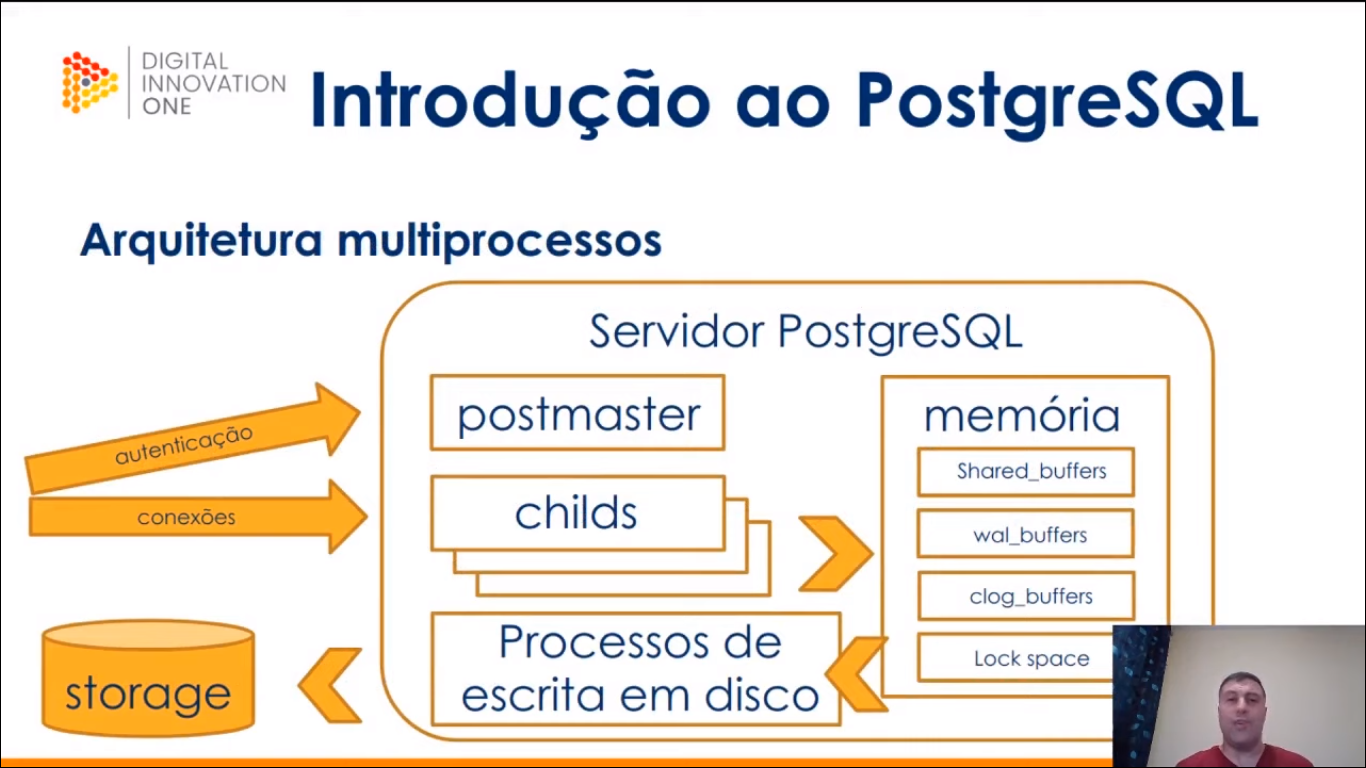 DIGITAL
INNOVATION
ONE
Introdução ao PostgreSQL
Arquitetura multiprocessos
Servidor PostgreSQL
autenticação
conexões
postmaster
childs
Processos de
escrita em disco
storage
memória
Shared_buffers
wal_buffers
clog_buffers
Lock space